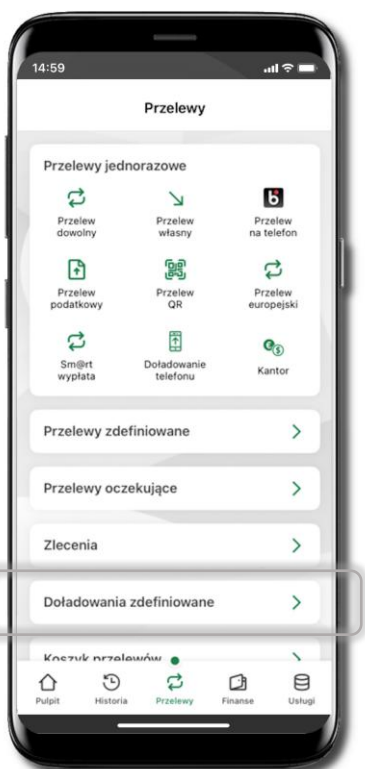 14:59
Przelewy
Przelewy jednorazowe
Przelew
dowolny
Przelew
własny
Przelew
na telefon
Przelew
podatkowy
Przelew
QR
Przelew
europejski
Sm@rt
wypłata
Doładowanie
telefonu
Kantor
Przelewy zdefiniowane
Przelewy oczekujące
Zlecenia
Doładowania zdefiniowane
Koszyk przelewów
Pulpit
Historia
Przelewy
Finanse
Usługi